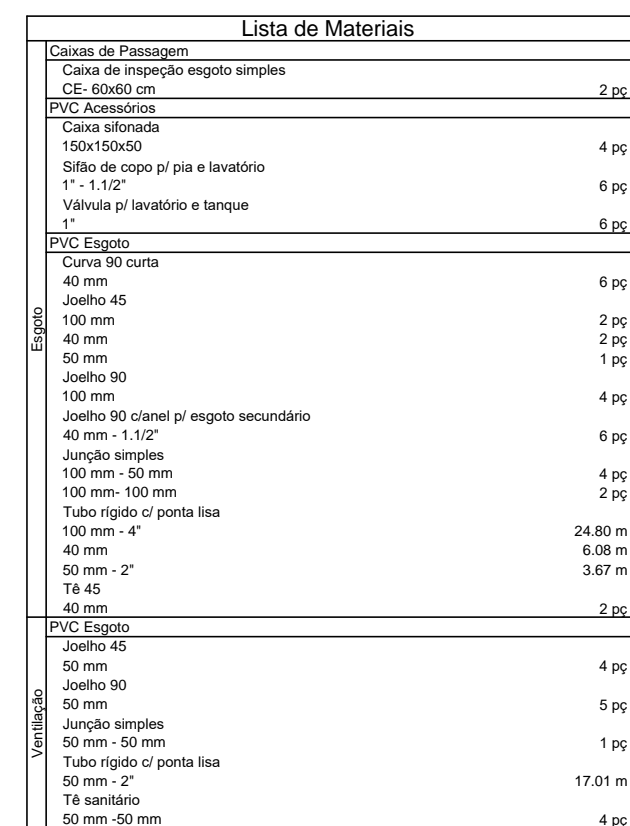 Lista de Materiais
Esgoto
Caixas de Passagem
Caixa de inspeção esgoto simples
CE- 60x60 cm 2 pç
PVC Acessórios
Caixa sifonada
150x150x50 4 pç
Sifão de copo p/ pia e lavatório
1" - 1.1/2" 6 pç
Válvula p/ lavatório e tanque
1" 6 pç
PVC Esgoto
Curva 90 curta
40 mm 6 pç
Joelho 45
100 mm 2 pç
40 mm 2 pç
50 mm 1 pç
Joelho 90
100 mm 4 pç
Joelho 90 c/anel p/ esgoto secundário
40 mm - 1.1/2" 6 pç
Junção simples
100 mm - 50 mm 4 pç
100 mm- 100 mm 2 pç
Tubo rígido c/ ponta lisa
100 mm - 4" 24.80 m
40 mm 6.08 m
50 mm - 2" 3.67 m
Tê 45
40 mm 2 pç
Ventilação
PVC Esgoto
Joelho 45
50 mm 4 pç
Joelho 90
50 mm 5 pç
Junção simples
50 mm - 50 mm 1 pç
Tubo rígido c/ ponta lisa
50 mm - 2" 17.01 m
Tê sanitário
50 mm -50 mm 4 pç